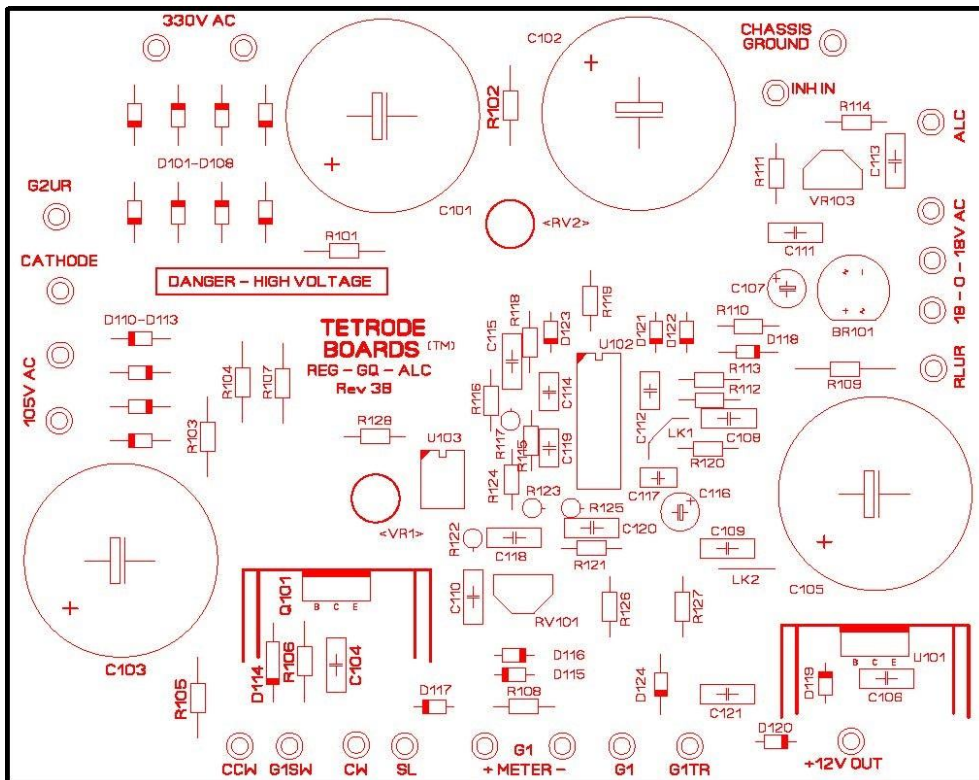 330V AC
C102
CHASSIS
GROUND
INH IN
R102
R114
ALC
D101-D108
R111
C113
G2UR
VR103
C101
<RV2>
18 - 0 - 18V AC
R101
C111
CATHODE
DANGER - HIGH VOLTAGE
C107
R119
R118
D110-D113
TETRODE
BOARDS (TM)
REG - GQ - ALC
Rev 3B
C115
D123
D121
D122
R110
BR101
U102
D118
105V AC
R104
R107
R113
R109
RLUR
R116
C114
R112
R103
R128
R117
R115
C112
LK1
C108
U103
C119
R120
R124
C117
C116
R123
R125
<VR1>
R122
C120
C109
C118
R121
LK2
C105
Q101
B C E
C110
RV101
R126
R127
C103
D114
R106
C104
D116
D115
U101
B C E
R105
D117
R108
D124
C121
D119
C106
D120
CCW
G1SW
CW
SL
G1
+ METER -
G1
G1TR
+12V OUT